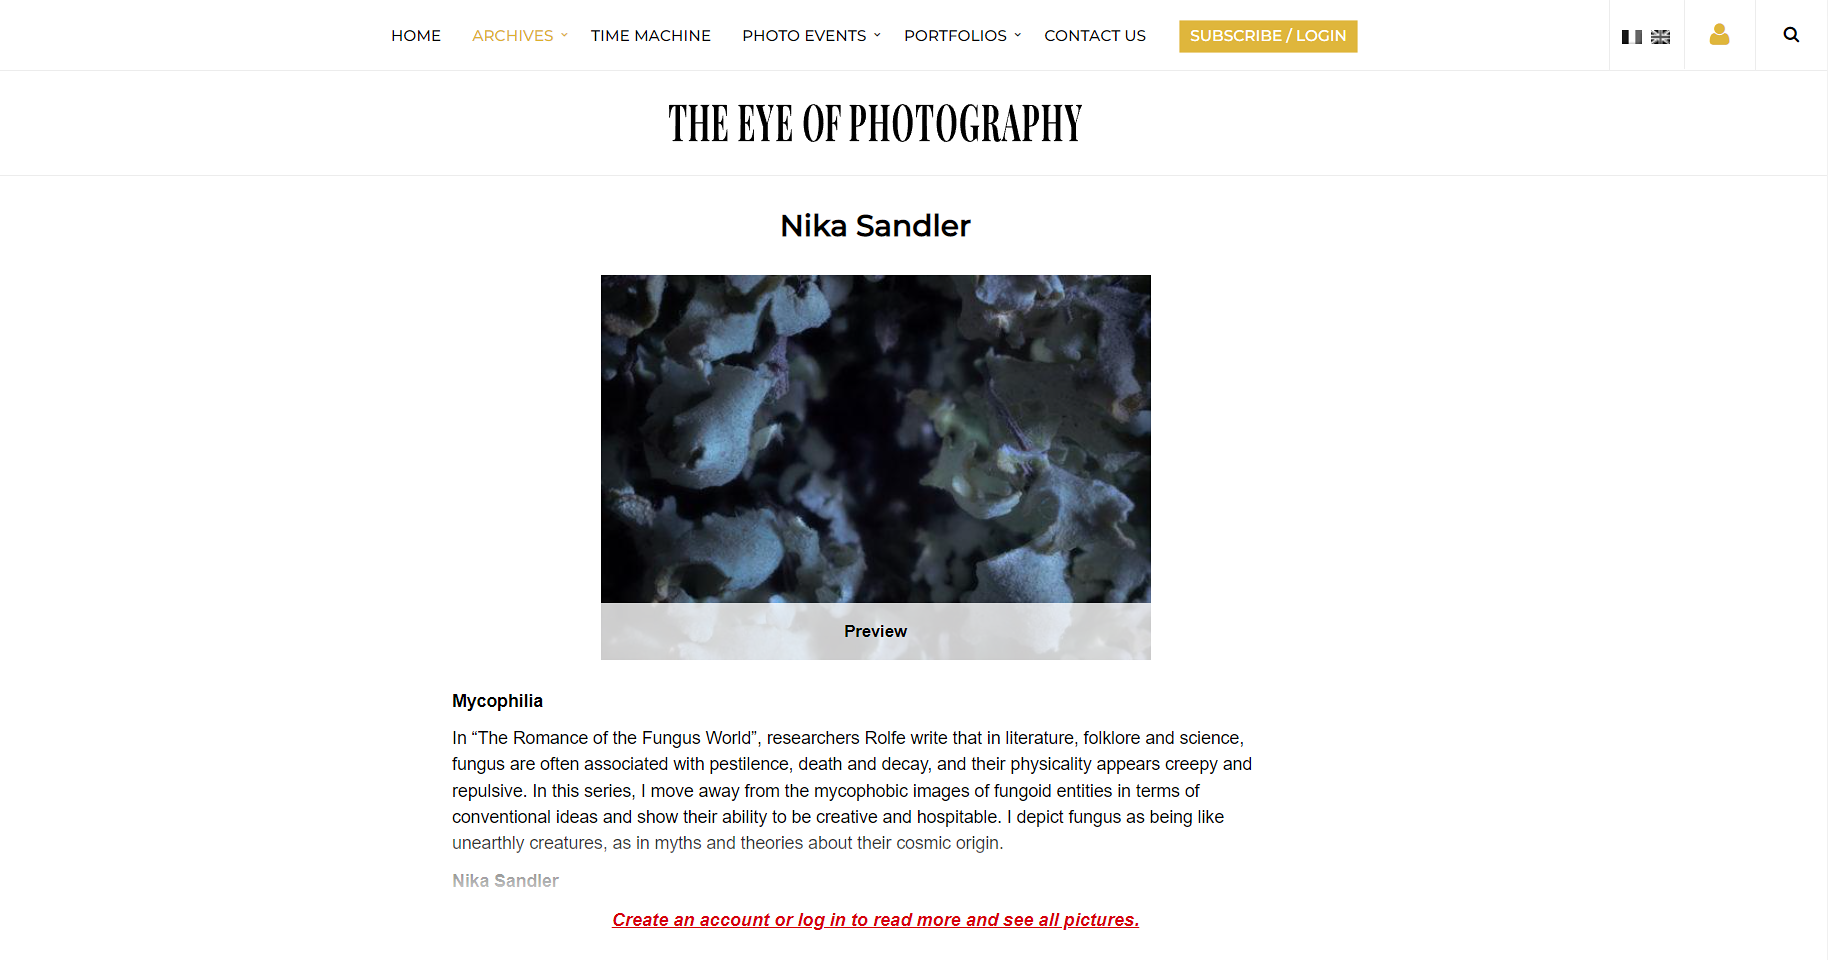 HOME ARCHIVES TIME MACHINE PHOTO EVENTS PORTFOLIOS CONTACT US SUBSCRIBE / LOGIN
THE EYE OF PHOTOGRAPHY
Nika Sandler
Preview
Mycophilia
In “The Romance of the Fungus World”, researchers Rolfe write that in literature, folklore and science,
fungus are often associated with pestilence, death and decay, and their physicality appears creepy and
repulsive. In this series, I move away from the mycophobic images of fungoid entities in terms of
conventional ideas and show their ability to be creative and hospitable. I depict fungus as being like
unearthly creatures, as in myths and theories about their cosmic origin.
Nika Sandler
Create an account or log in to read more and see all pictures.